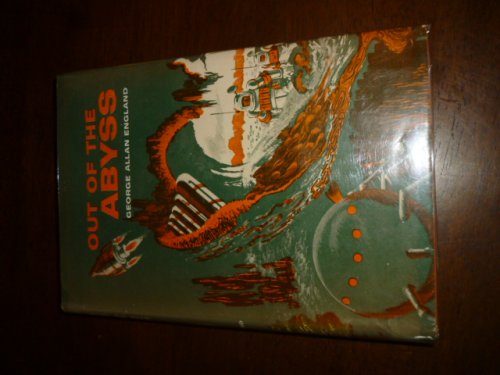 OUT OF THE
ABYSS
GEORGE ALLAN ENGLAND